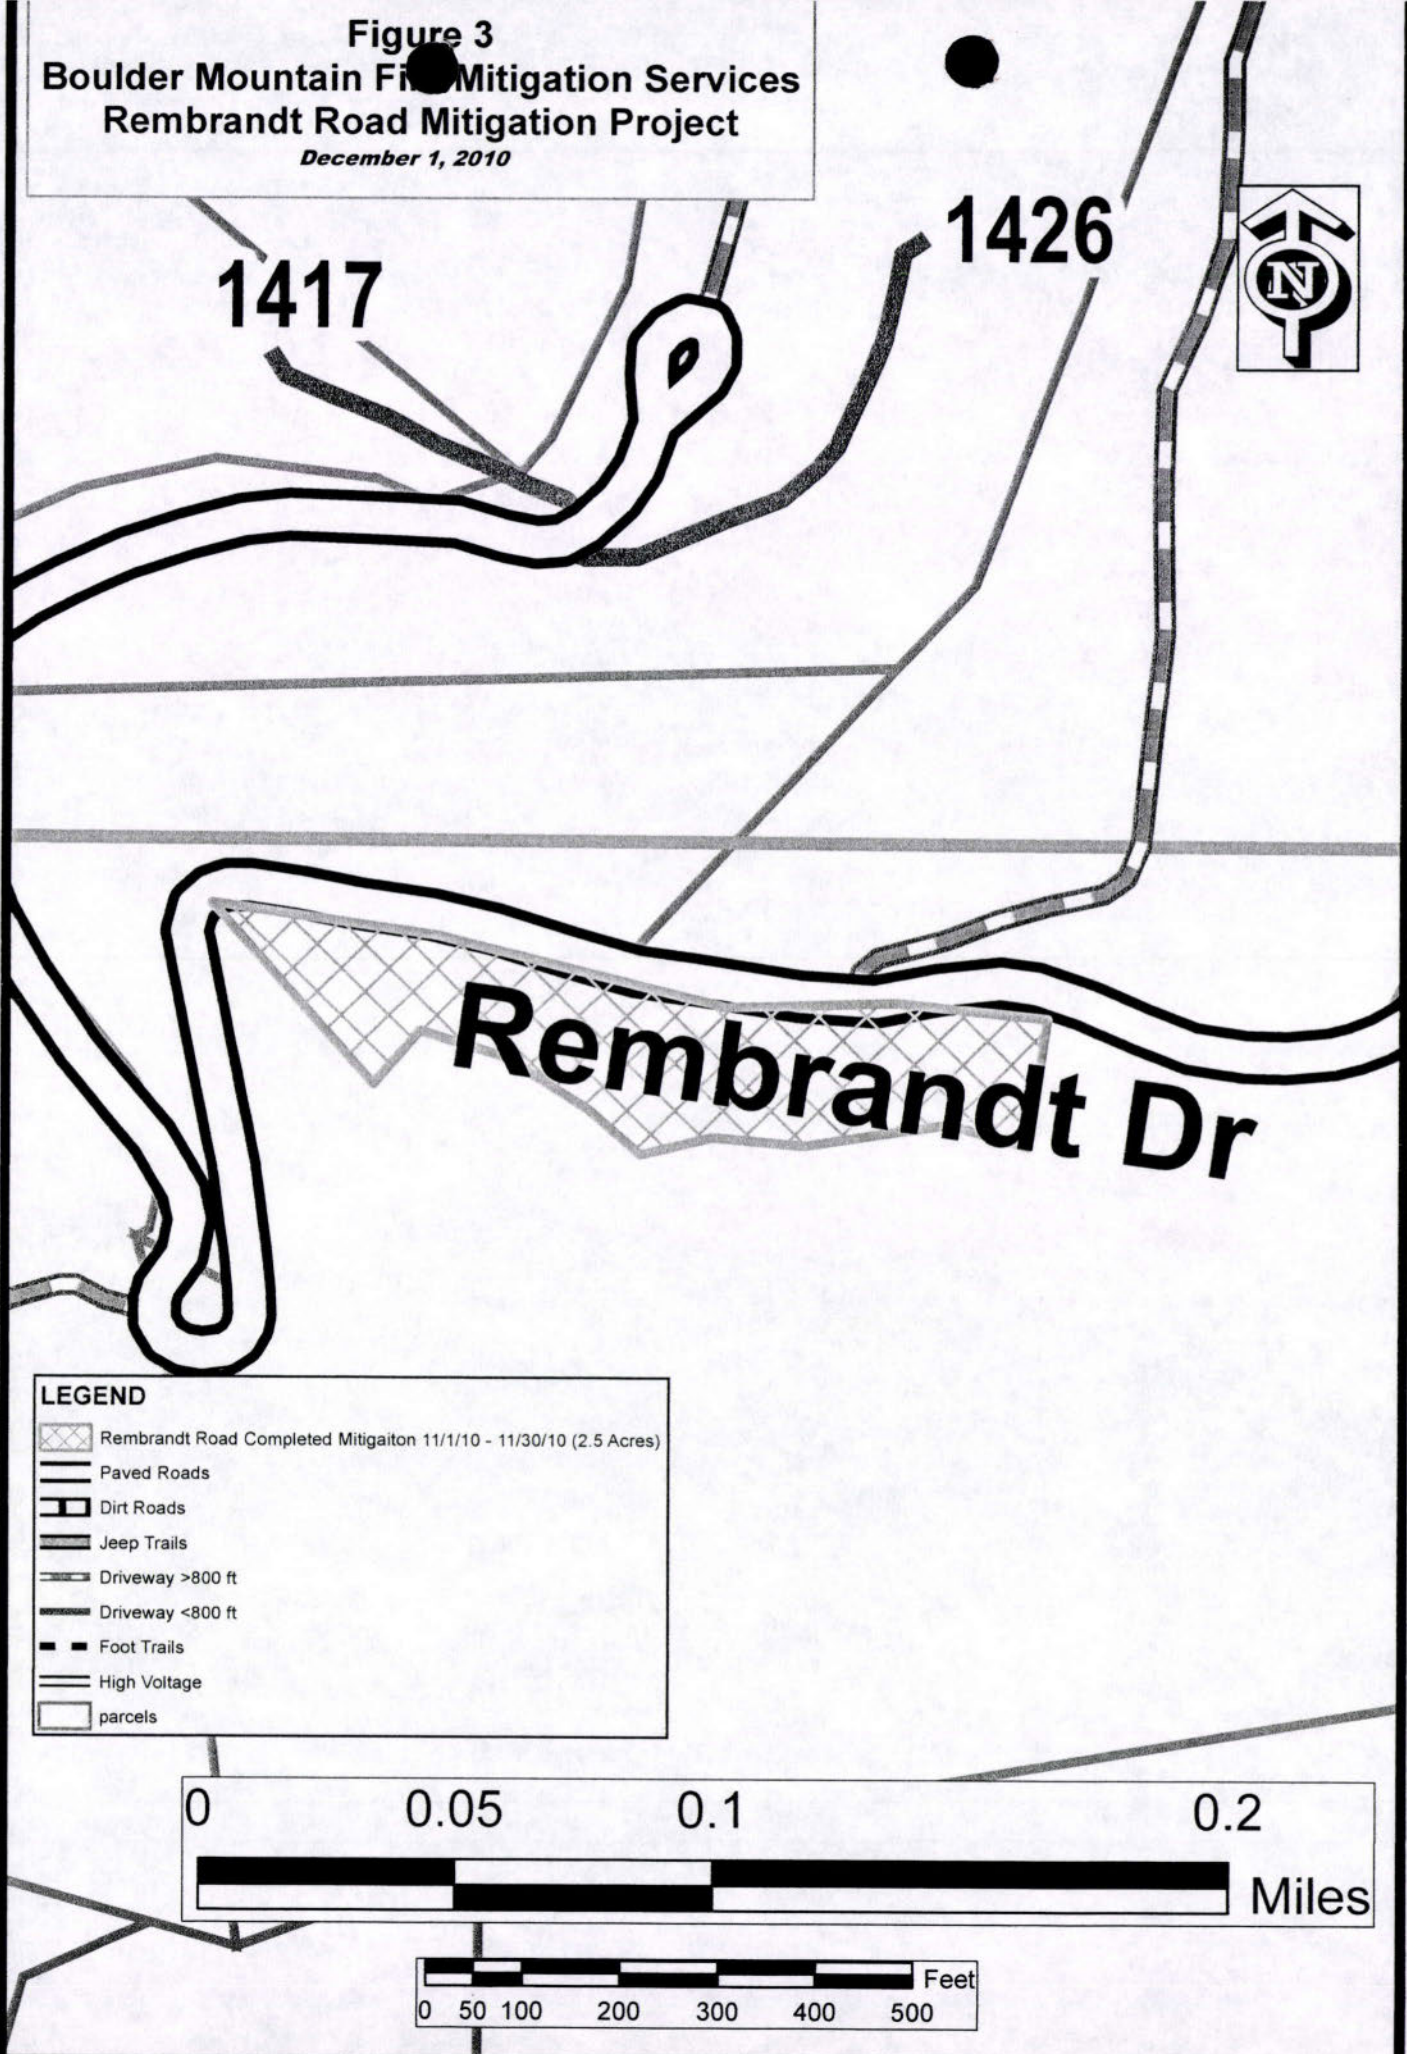 Figure 3
Boulder Mountain Fi Mitigation Services
Rembrandt Road Mitigation Project
December 1, 2010
1426
1417
N
Rembrandt Dr
LEGEND
Rembrandt Road Completed Mitigaiton 11/1/10 - 11/30/10 (2.5 Acres)
Paved Roads
Dirt Roads
Jeep Trails
Driveway >800 ft
Driveway <800 ft
Foot Trails
High Voltage
parcels
0 0.05 0.1 0.2
Miles
Feet
0 50 100 200 300 400 500